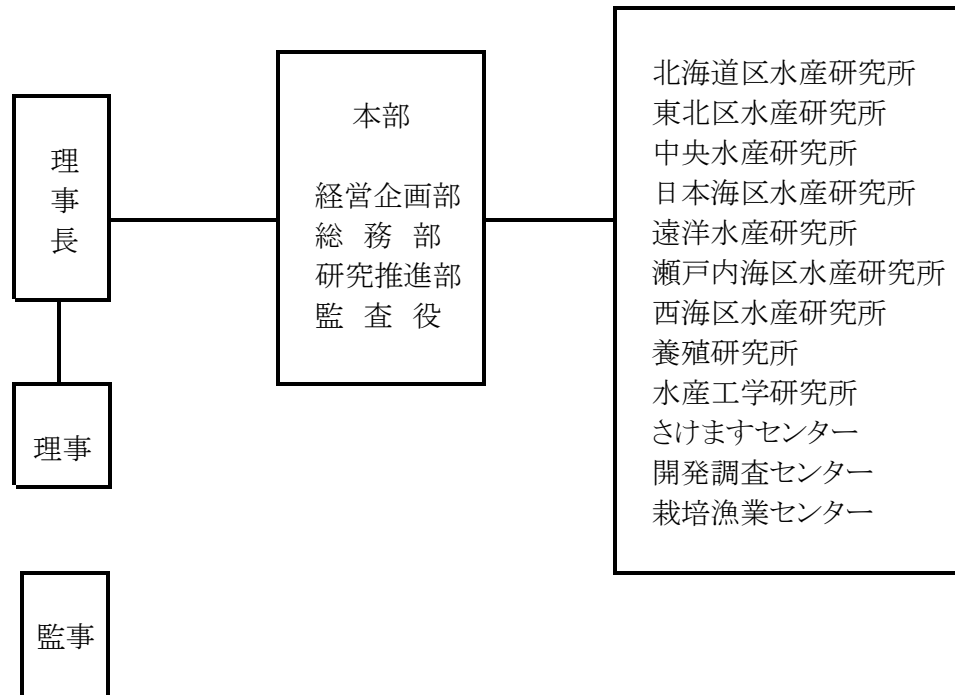 理事長
理事
監事
本部
経営企画部
総務部
研究推進部
監査役
北海道区水産研究所
東北区水産研究所
中央水産研究所
日本海区水産研究所
遠洋水産研究所
瀬戸内海区水産研究所
西海区水産研究所
養殖研究所
水産工学研究所
さけますセンター
開発調査センター
栽培漁業センター